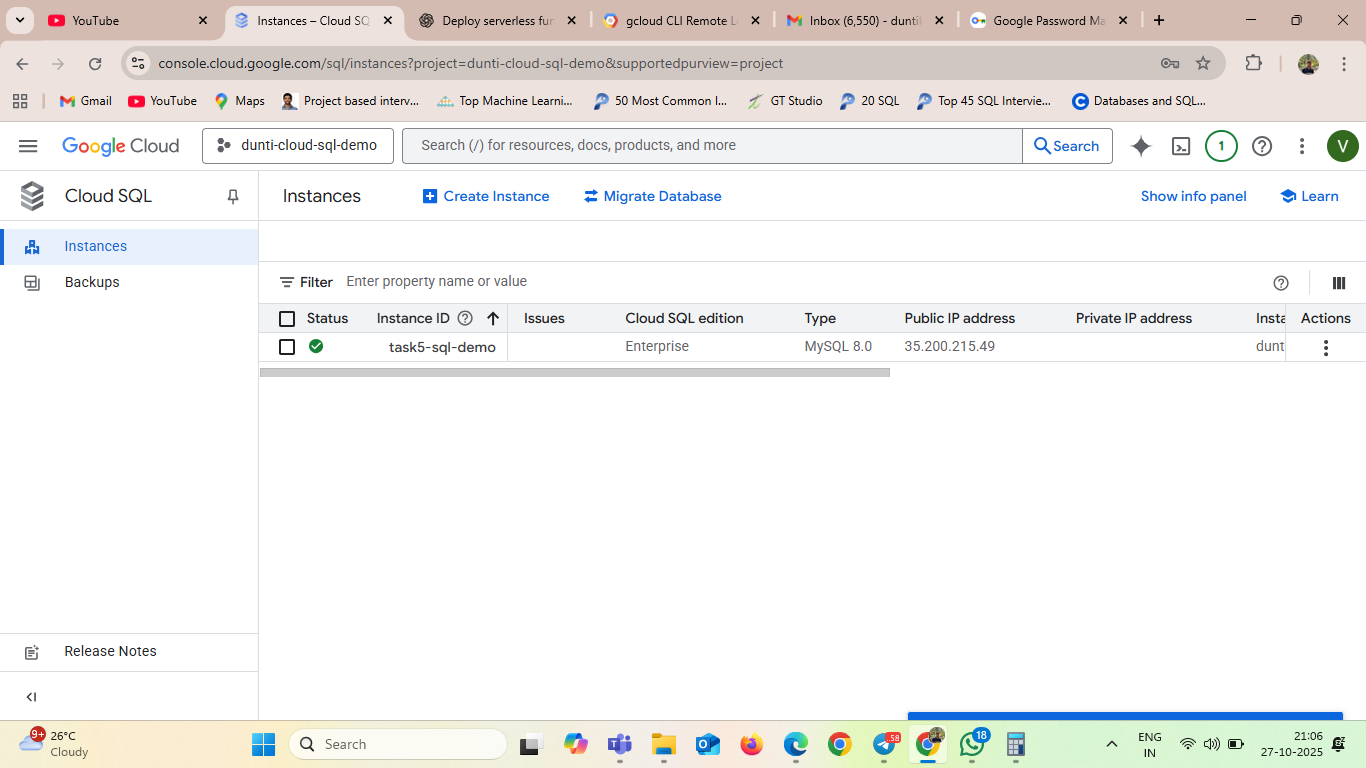 YouTube
Instances – Cloud SQ
Deploy serverless fun
gcloud CLI Remote L
Inbox (6,550) - dunti
Google Password Ma
console.cloud.google.com/sql/instances?project=dunti-cloud-sql-demo&supportedpurview=project
Gmail
YouTube
Maps
Project based interv...
Top Machine Learni...
50 Most Common I...
GT Studio
20 SQL
Top 45 SQL Intervie...
Databases and SQL...
Google Cloud
dunti-cloud-sql-demo
Search (/) for resources, docs, products, and more
Search
1
V
Cloud SQL
Instances
Create Instance
Migrate Database
Show info panel
Learn
Instances
Backups
Filter Enter property name or value
Status Instance ID Issues Cloud SQL edition Type Public IP address Private IP address Insta Actions
task5-sql-demo Enterprise MySQL 8.0 35.200.215.49 dunt
Release Notes
9+
26°C
Cloudy
Search
58
18
ENG
IN
21:06
27-10-2025